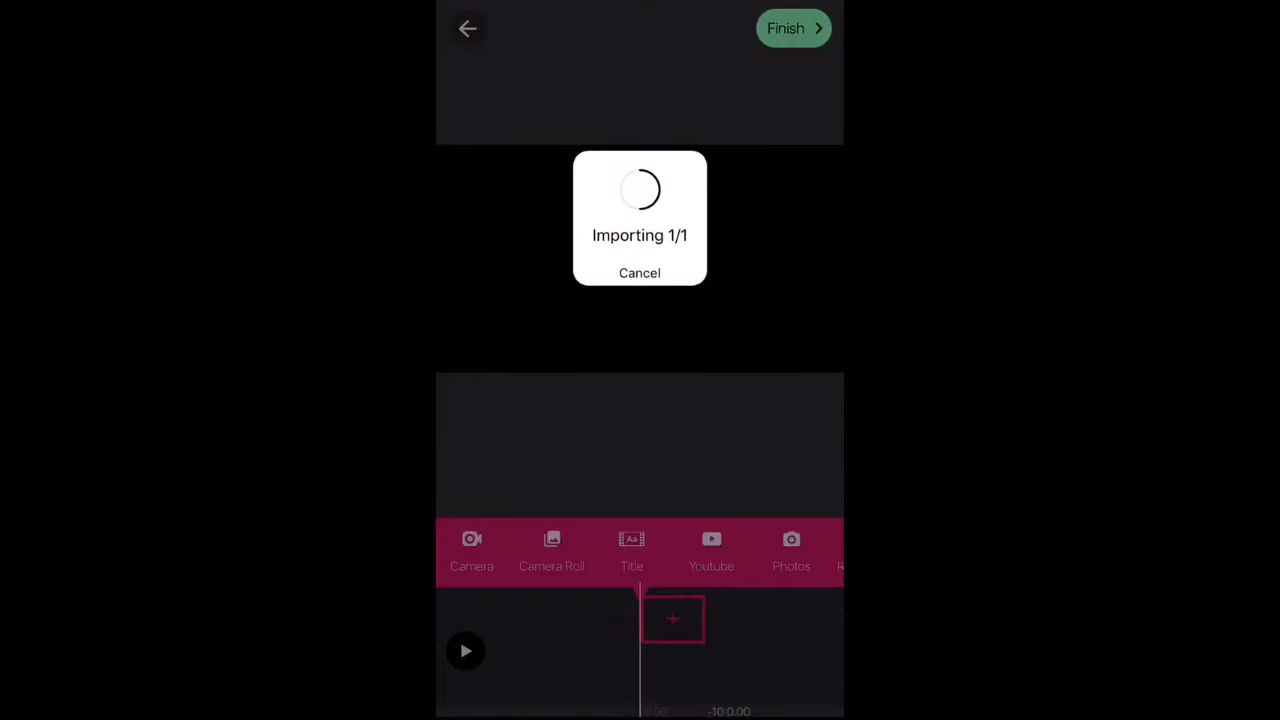 Finish
Importing 1/1
Cancel
Camera
Camera Roll
Title
Youtube
Photos
-10:0.00